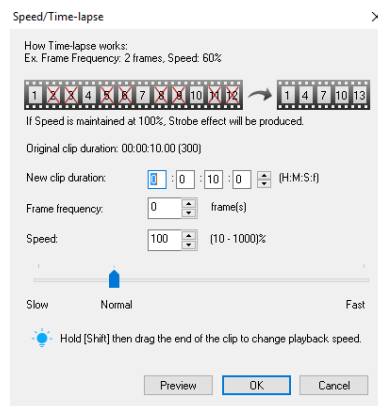 Speed/Time-lapse
How Time-lapse works:
Ex. Frame Frequency: 2 frames, Speed: 60%
1 2 3 4 5 6 7 8 9 10 11 12 1 4 7 10 13
If Speed is maintained at 100%, Strobe effect will be produced.
Original clip duration: 00:00:10.00 (300)
New clip duration: 0 : 0 : 10 : 0 (H:M:S:f)
Frame frequency: 0 frame(s)
Speed: 100 (10 - 1000)%
Slow Normal Fast
Hold [Shift] then drag the end of the clip to change playback speed.
Preview OK Cancel